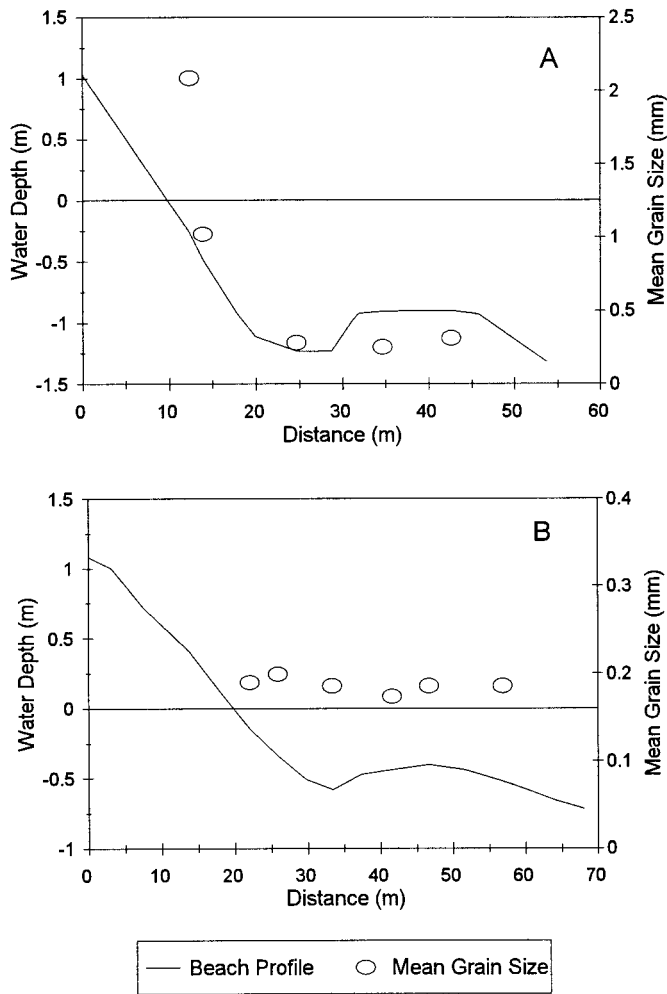 A
Water Depth (m)
1.5
1
0.5
0
-0.5
-1
-1.5
Mean Grain Size (mm)
2.5
2
1.5
1
0.5
0
0 10 20 30 40 50 60
Distance (m)
B
Water Depth (m)
1.5
1
0.5
0
-0.5
-1
Mean Grain Size (mm)
0.4
0.3
0.2
0.1
0
0 10 20 30 40 50 60 70
Distance (m)
Beach Profile Mean Grain Size